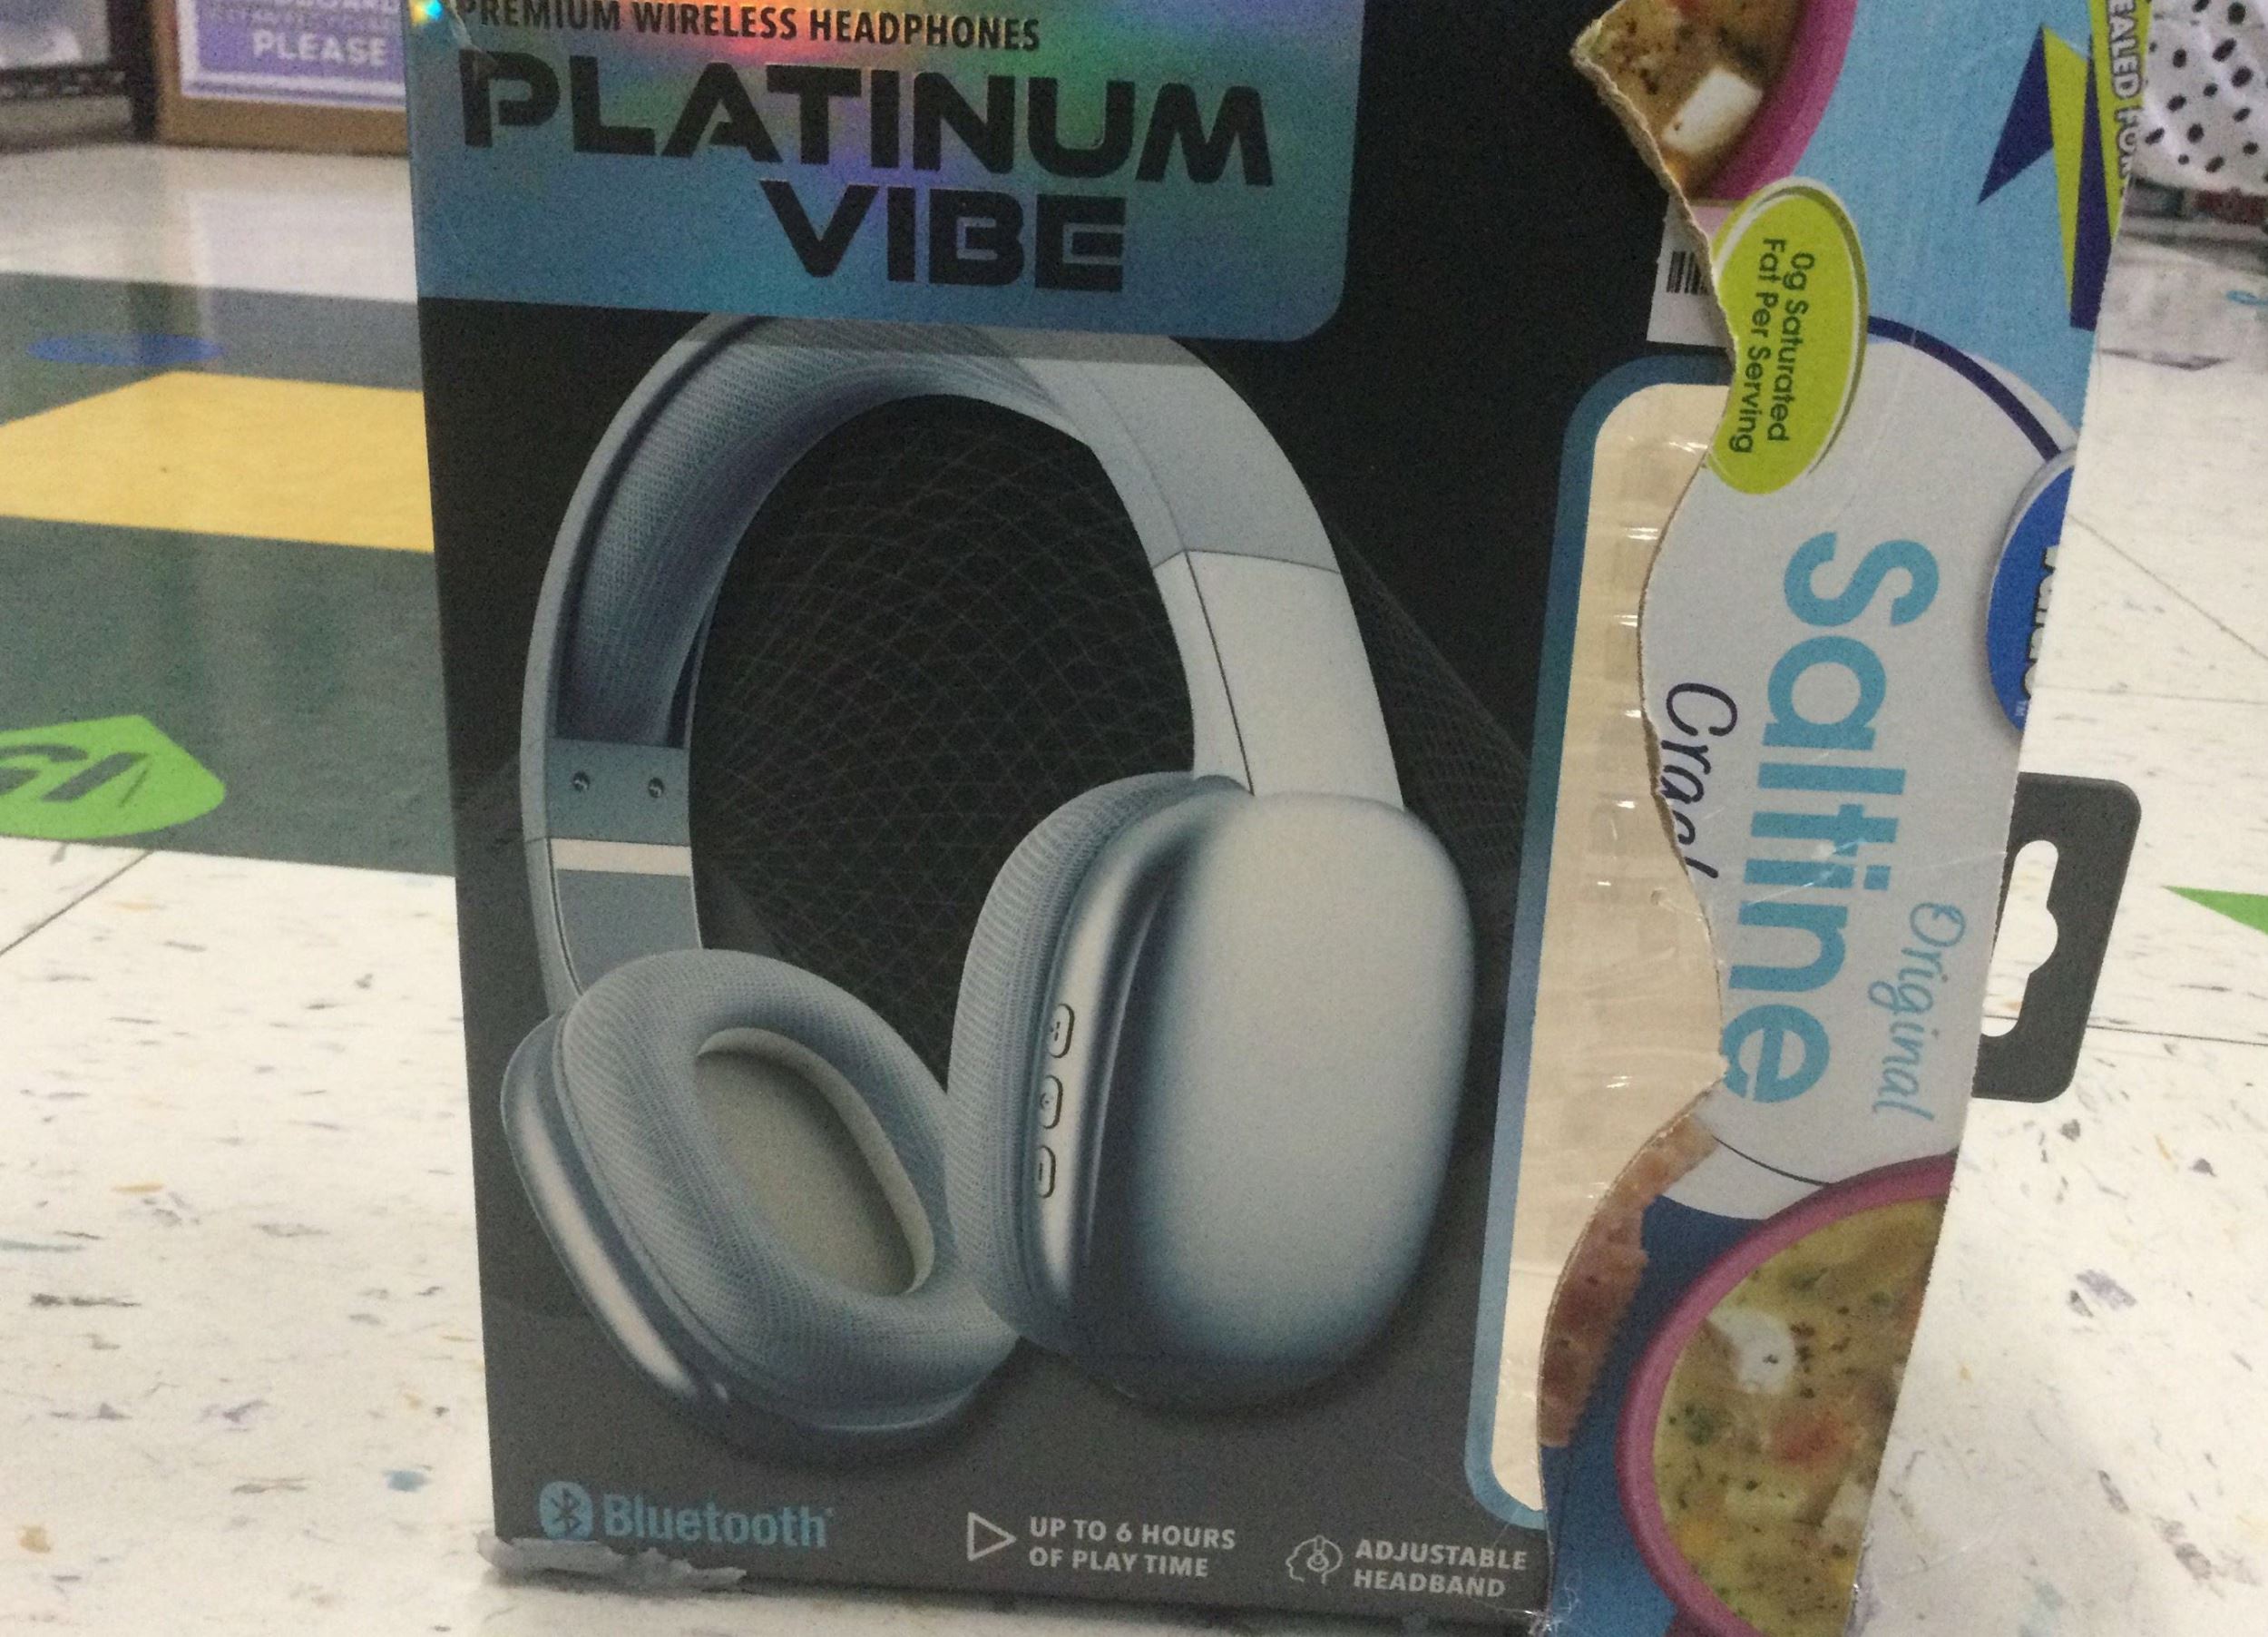 PLEASE
PREMIUM WIRELESS HEADPHONES
PLATINUM
VIBE
0g Saturated
Fat Per Serving
Original
Saltine
Bluetooth
UP TO 6 HOURS
OF PLAY TIME
ADJUSTABLE
HEADBAND